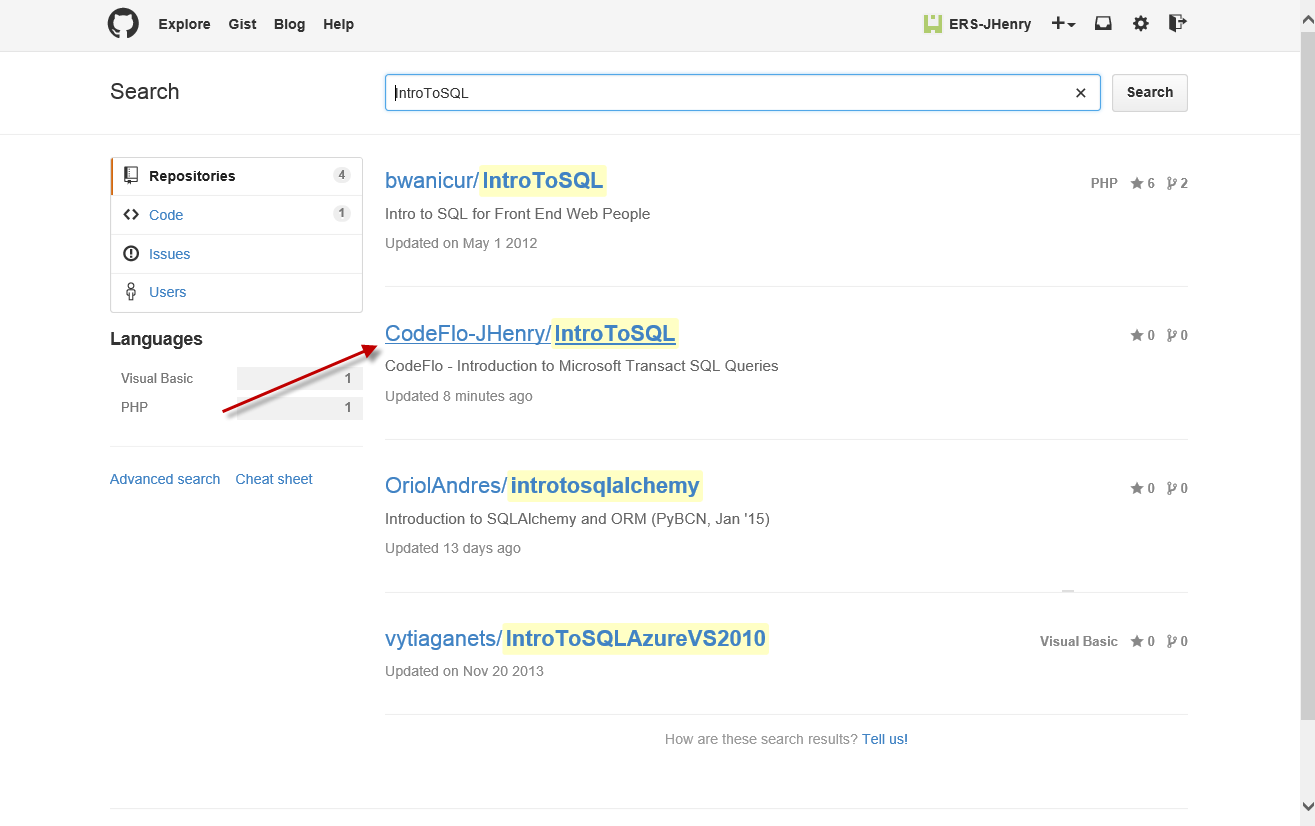 Explore Gist Blog Help ERS-JHenry
Search IntroToSQL Search
Repositories 4
Code 1
Issues
Users
Languages
Visual Basic 1
PHP 1
Advanced search Cheat sheet
bwanicur/IntroToSQL PHP 6 2
Intro to SQL for Front End Web People
Updated on May 1 2012
CodeFlo-JHenry/IntroToSQL 0 0
CodeFlo - Introduction to Microsoft Transact SQL Queries
Updated 8 minutes ago
OriolAndres/introtosqlalchemy 0 0
Introduction to SQLAlchemy and ORM (PyBCN, Jan '15)
Updated 13 days ago
vytiaganets/IntroToSQLAzureVS2010 Visual Basic 0 0
Updated on Nov 20 2013
How are these search results? Tell us!